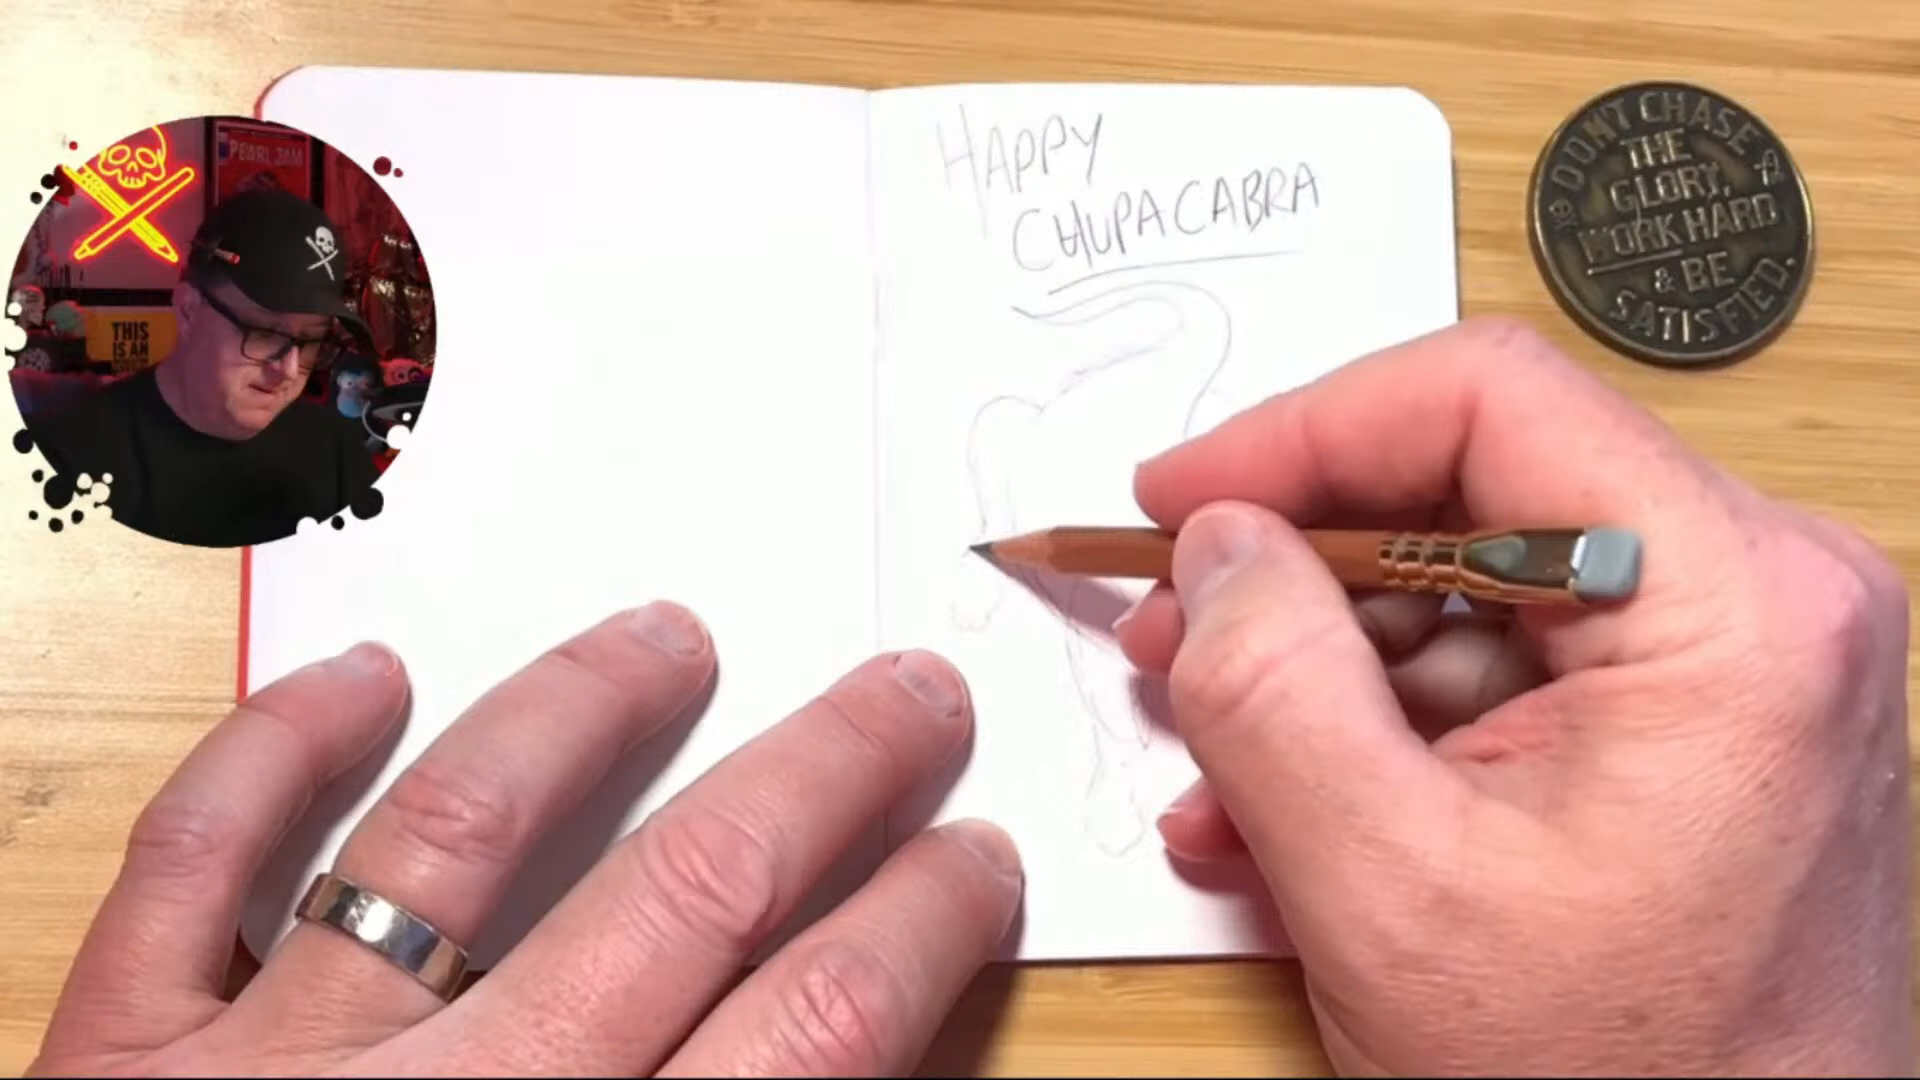 PEARL JAM
THIS
IS AN
HAPPY
CHUPACABRA
DON'T CHASE
THE
GLORY,
WORK HARD
& BE
SATISFIED.